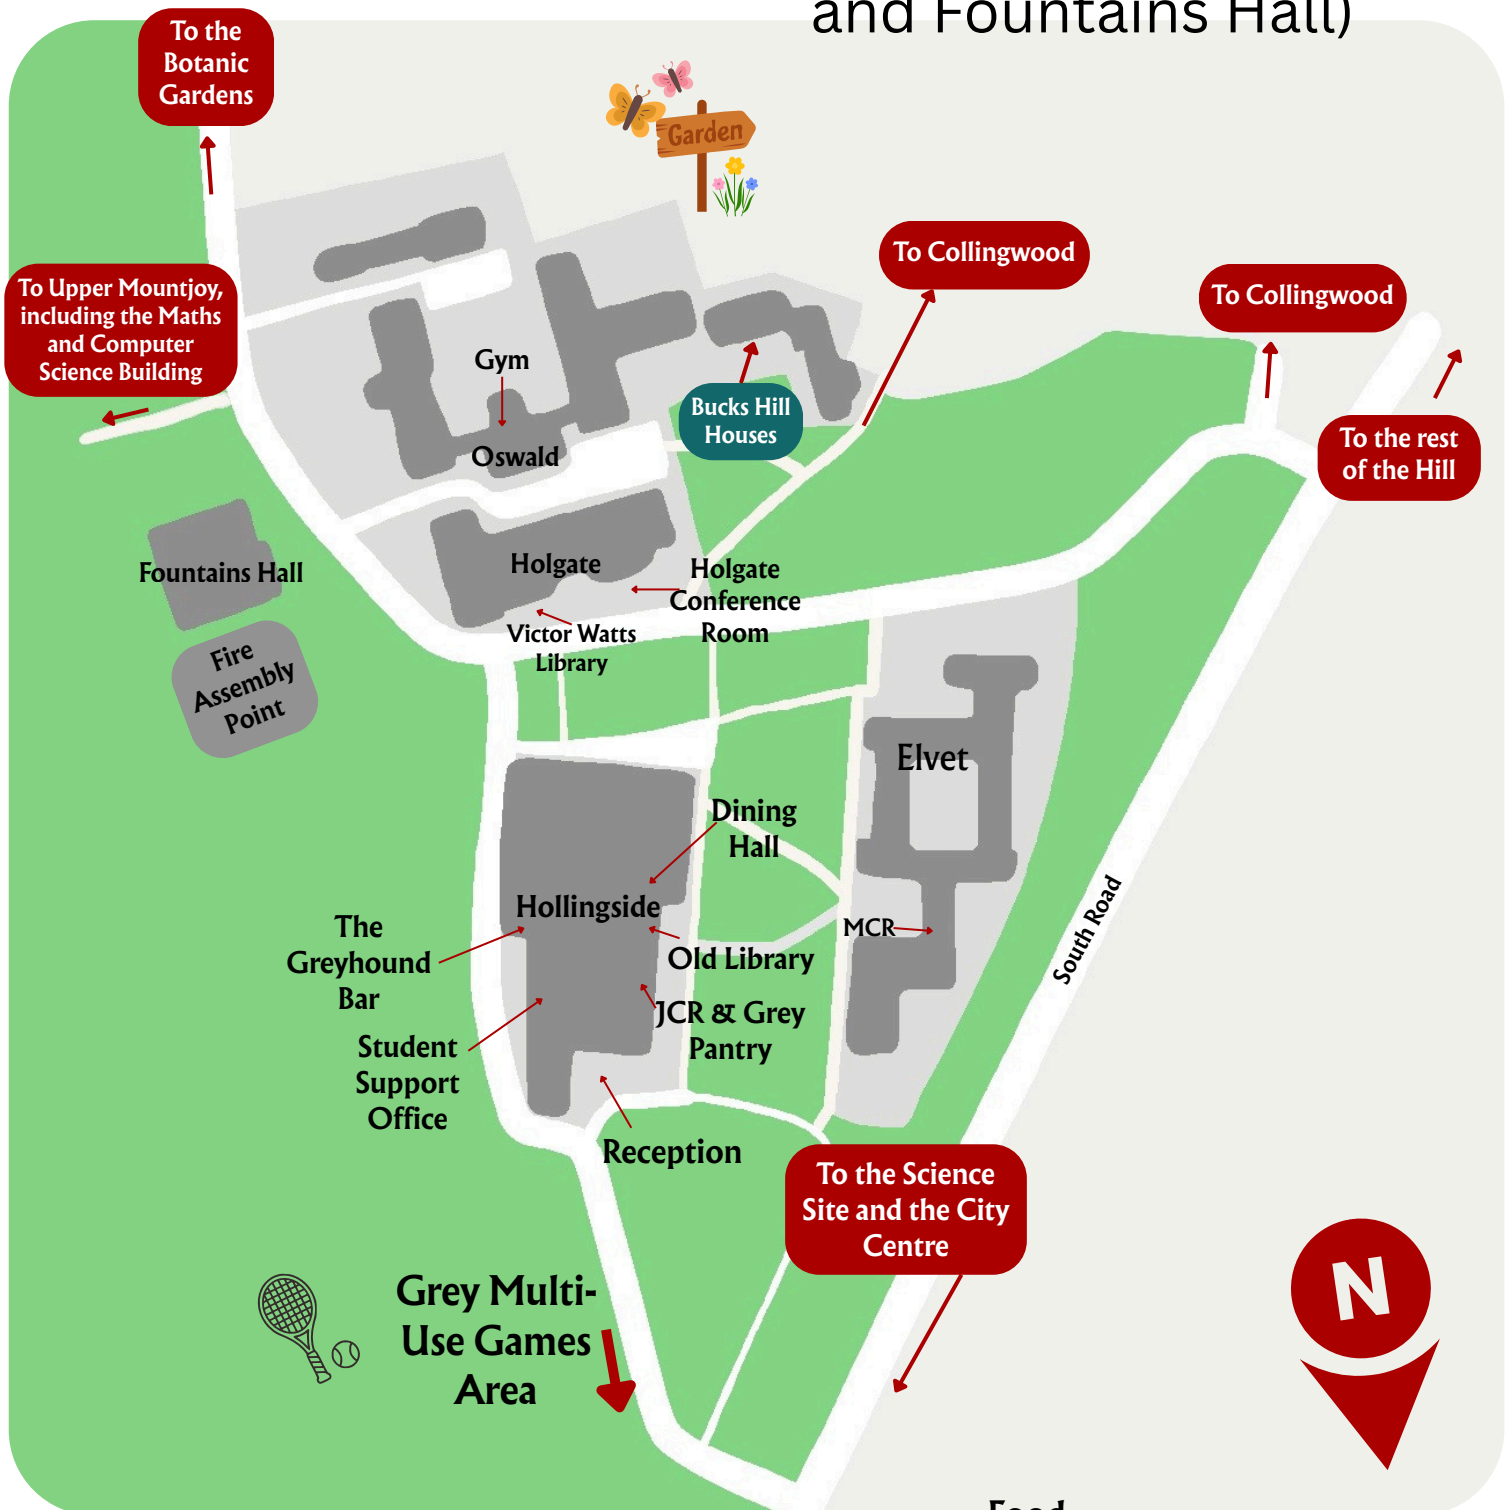 and Fountains Hall)
To the
Botanic
Gardens
Garden
To Collingwood
To Collingwood
To Upper Mountjoy,
including the Maths
and Computer
Science Building
Gym
Oswald
Bucks Hill
Houses
To the rest
of the Hill
Fountains Hall
Holgate
Holgate
Conference
Room
Victor Watts
Library
Fire
Assembly
Point
Elvet
Dining
Hall
Hollingside
The
Greyhound
Bar
MCR
Old Library
South Road
JCR & Grey
Pantry
Student
Support
Office
Reception
To the Science
Site and the City
Centre
Grey Multi-
Use Games
Area
N
Food